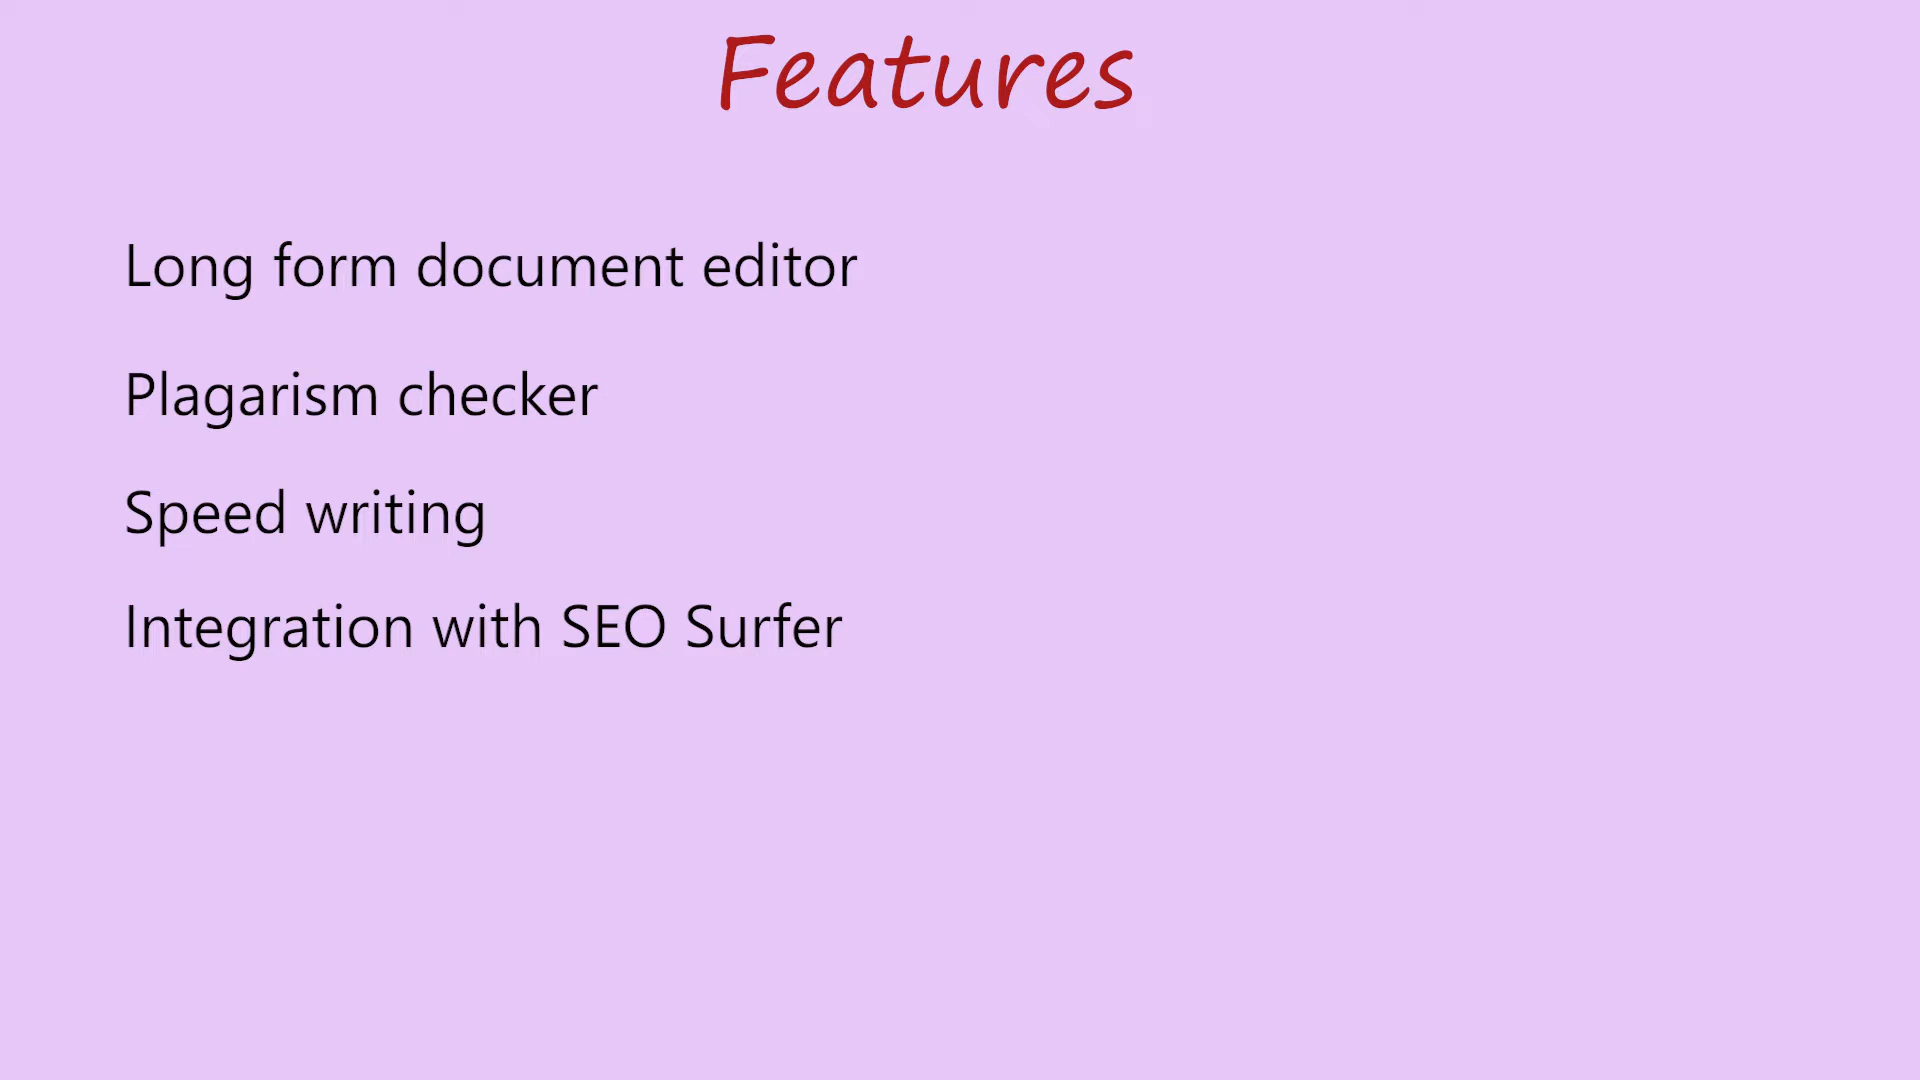 Features
Long form document editor
Plagarism checker
Speed writing
Integration with SEO Surfer